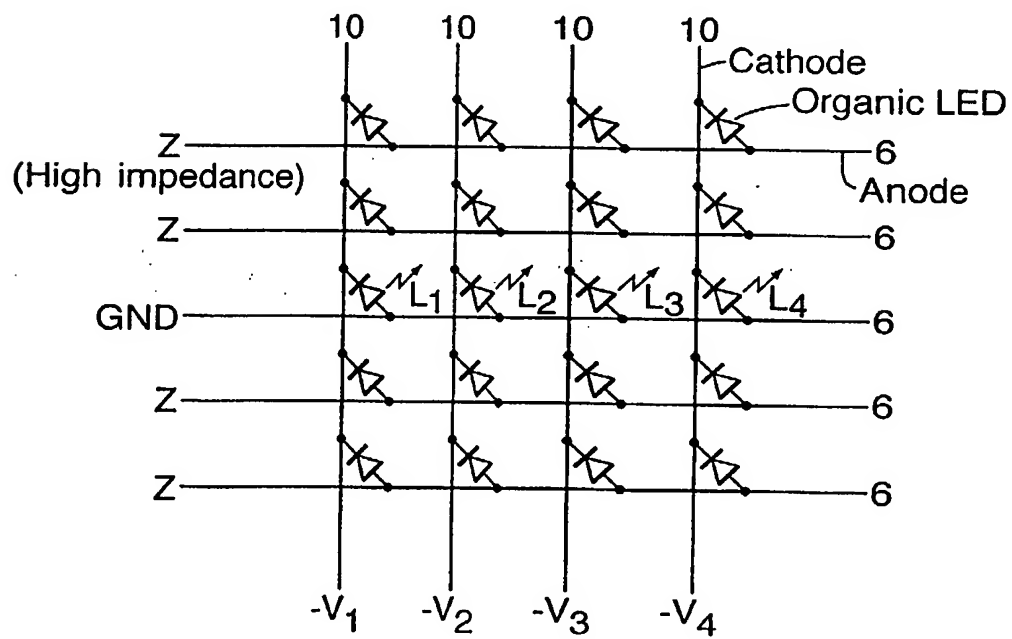 10 10 10 10
Cathode
Organic LED
Z 6
(High impedance) Anode
Z 6
L1 L2 L3 L4
GND 6
Z 6
Z 6
-V1 -V2 -V3 -V4